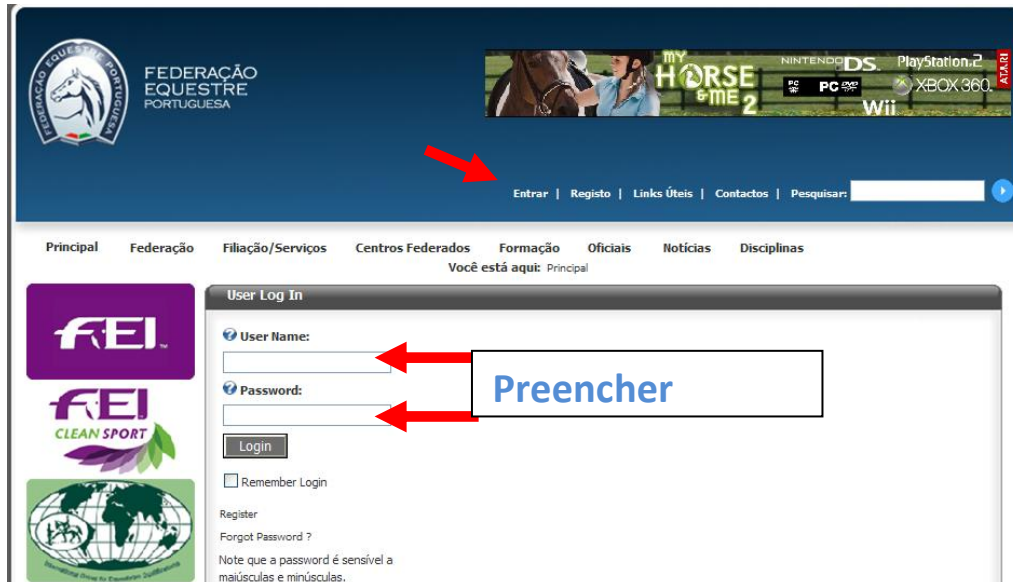 FEDERAÇÃO EQUESTRE PORTUGUESA
FEDERAÇÃO
EQUESTRE
PORTUGUESA
MY
HORSE
& ME
2
NINTENDO DS
PlayStation.2
PC
XBOX 360
Wii
ATARI
Entrar | Registo | Links Úteis | Contactos | Pesquisar:
Principal Federação Filiação/Serviços Centros Federados Formação Oficiais Notícias Disciplinas
Você está aqui: Principal
FEI™
FEI
CLEAN SPORT
User Log In
User Name:
Password:
Preencher
Login
Remember Login
Register
Forgot Password ?
Note que a password é sensível a
maiúsculas e minúsculas.